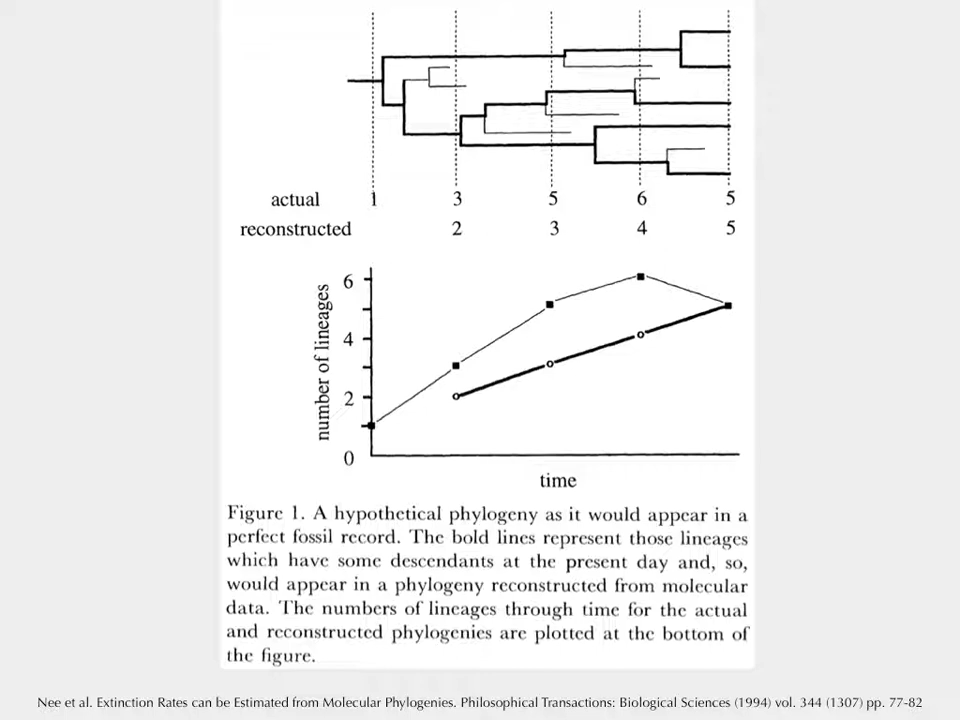 actual 1 3 5 6 5
reconstructed 2 3 4 5
6
4
2
0
number of lineages
time
Figure 1. A hypothetical phylogeny as it would appear in a
perfect fossil record. The bold lines represent those lineages
which have some descendants at the present day and, so,
would appear in a phylogeny reconstructed from molecular
data. The numbers of lineages through time for the actual
and reconstructed phylogenies are plotted at the bottom of
the figure.
Nee et al. Extinction Rates can be Estimated from Molecular Phylogenies. Philosophical Transactions: Biological Sciences (1994) vol. 344 (1307) pp. 77-82